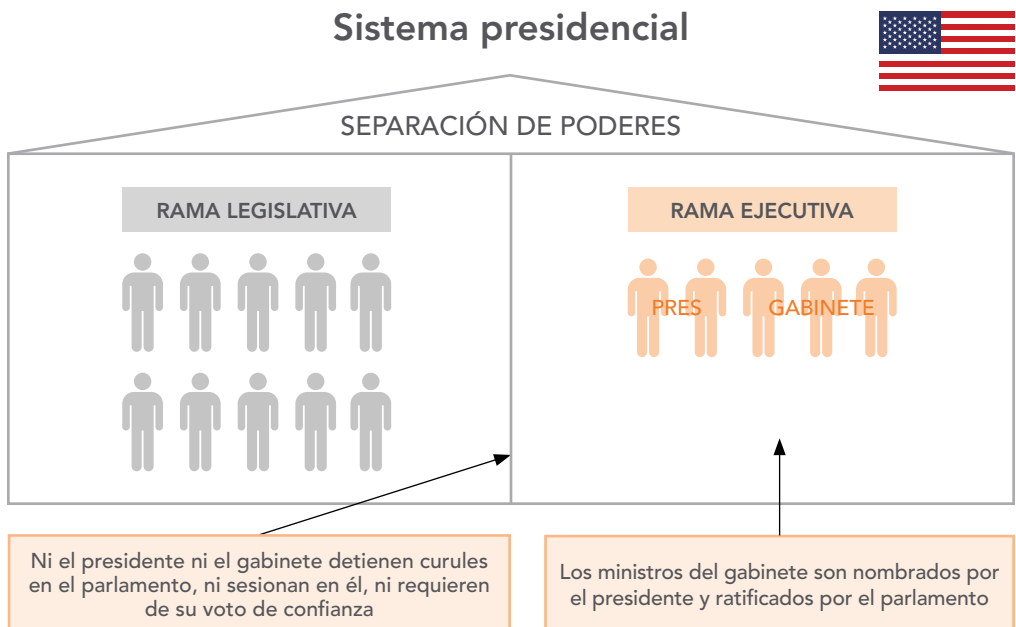 Sistema presidencial
SEPARACIÓN DE PODERES
RAMA LEGISLATIVA
RAMA EJECUTIVA
PRES
GABINETE
Ni el presidente ni el gabinete detienen curules
en el parlamento, ni sesionan en él, ni requieren
de su voto de confianza
Los ministros del gabinete son nombrados por
el presidente y ratificados por el parlamento